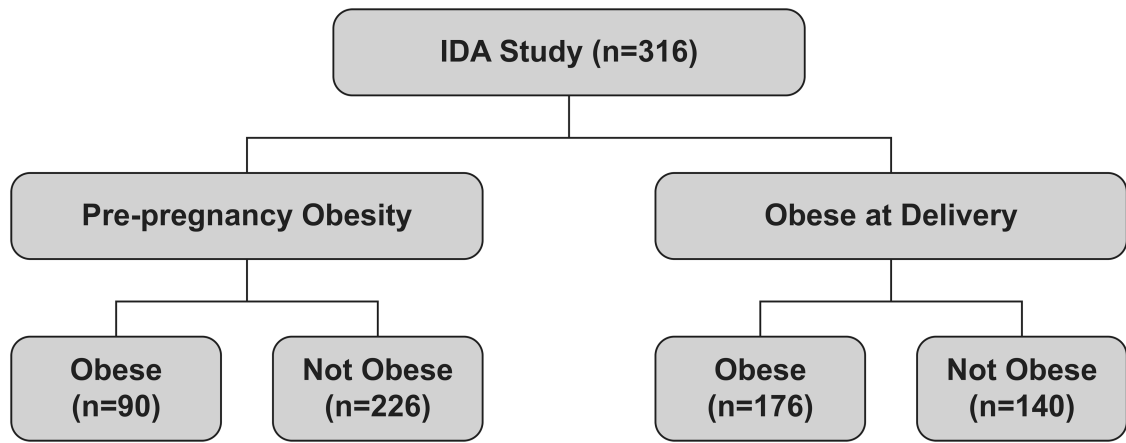 IDA Study (n=316)
Pre-pregnancy Obesity
Obese at Delivery
Obese
(n=90)
Not Obese
(n=226)
Obese
(n=176)
Not Obese
(n=140)